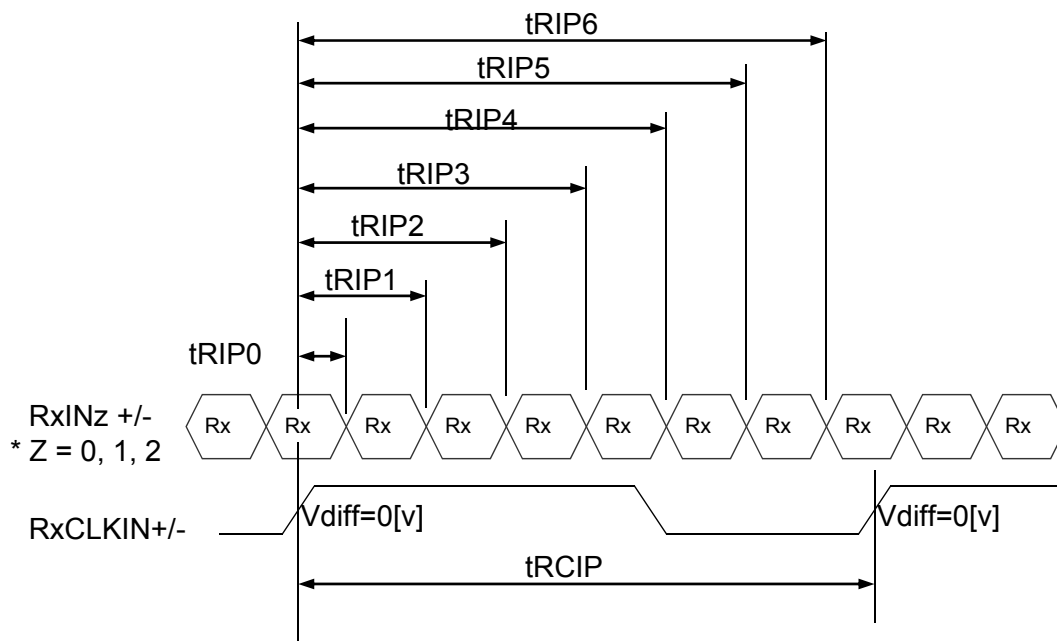 tRIP6
tRIP5
tRIP4
tRIP3
tRIP2
tRIP1
tRIP0
RxINz +/-
* Z = 0, 1, 2
Rx Rx Rx Rx Rx Rx Rx Rx Rx Rx Rx
RxCLKIN+/-
Vdiff=0[v] Vdiff=0[v]
tRCIP